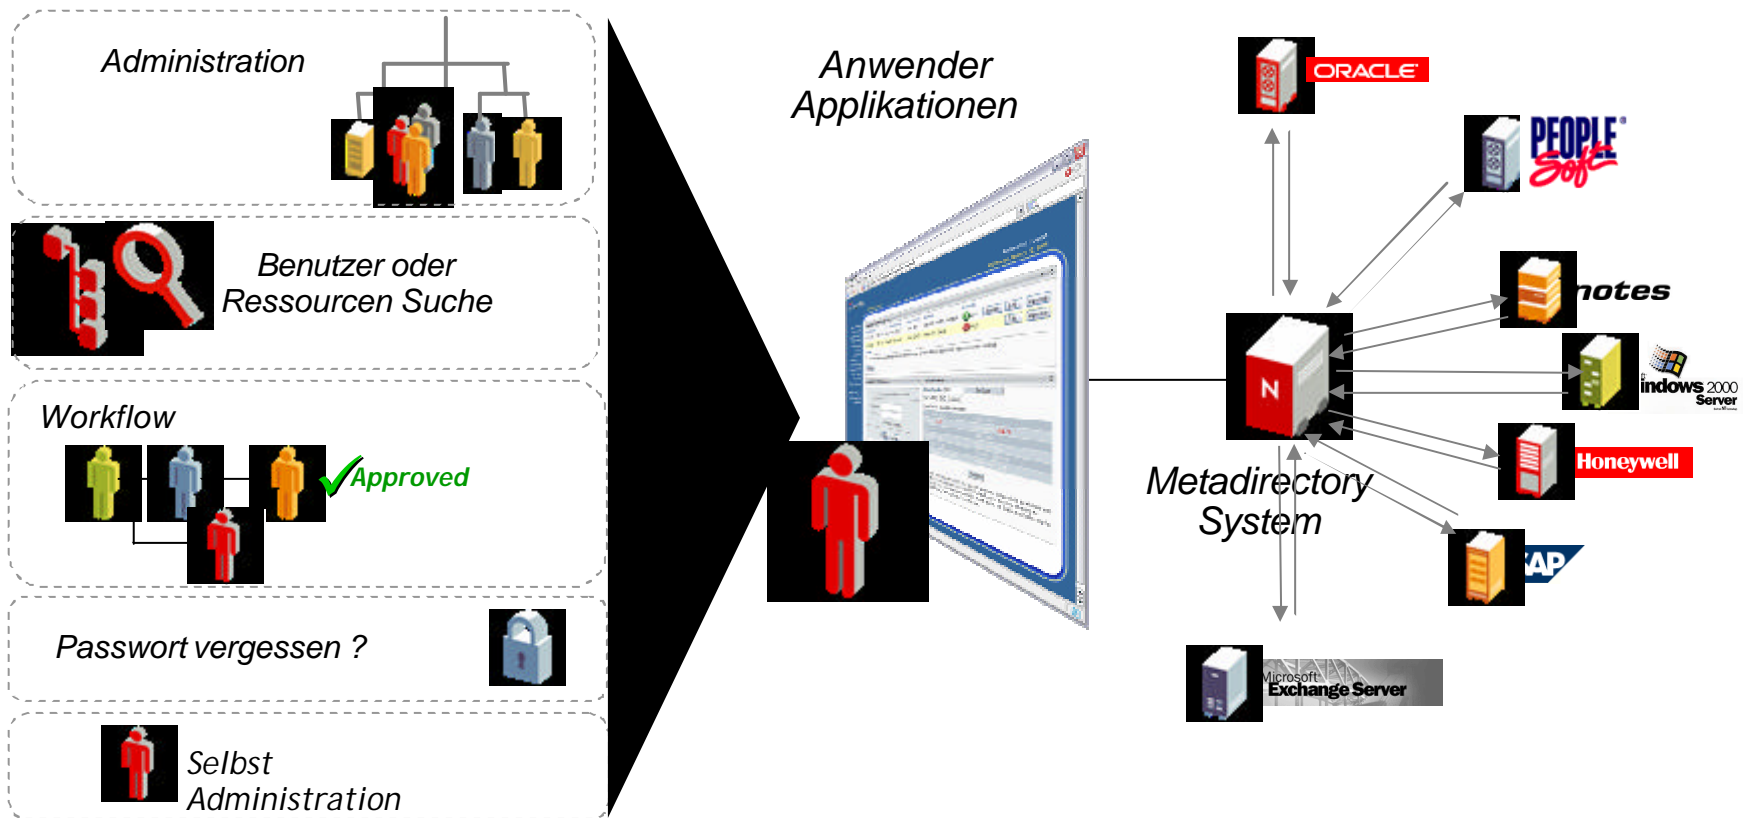 Administration
Benutzer oder
Ressourcen Suche
Workflow
Approved
Passwort vergessen ?
Selbst
Administration
Anwender
Applikationen
N
Metadirectory
System
ORACLE
PEOPLE
Soft
notes
indows 2000
Server
Honeywell
SAP
Microsoft
Exchange Server